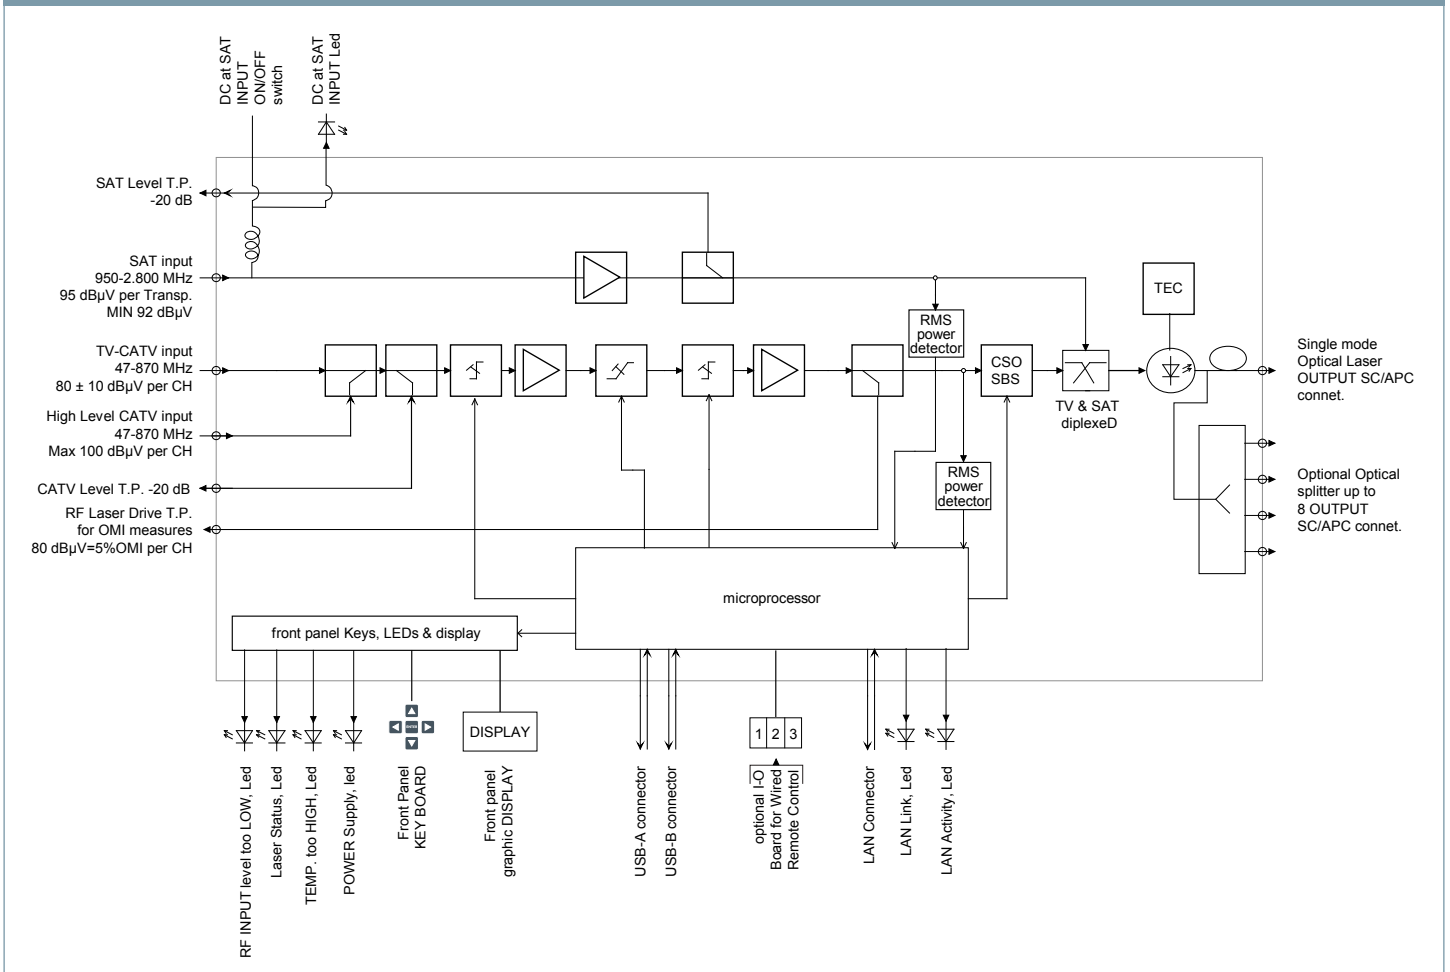 DC at SAT
INPUT
ON/OFF
switch
DC at SAT
INPUT Led
SAT Level T.P.
-20 dB
SAT input
950-2.800 MHz
95 dBµV per Transp.
MIN 92 dBµV
TV-CATV input
47-870 MHz
80 ± 10 dBµV per CH
High Level CATV input
47-870 MHz
Max 100 dBµV per CH
CATV Level T.P. -20 dB
RF Laser Drive T.P.
for OMI measures
80 dBµV=5%OMI per CH
RMS
power
detector
CSO
SBS
TEC
TV & SAT
diplexeD
RMS
power
detector
Single mode
Optical Laser
OUTPUT SC/APC
connet.
Optional Optical
splitter up to
8 OUTPUT
SC/APC connet.
microprocessor
front panel Keys, LEDs & display
ENTER
DISPLAY
1 2 3
RF INPUT level too LOW, Led
Laser Status, Led
TEMP. too HIGH, Led
POWER Supply, led
Front Panel
KEY BOARD
Front panel
graphic DISPLAY
USB-A connector
USB-B connector
optional I-O
Board for Wired
Remote Control
LAN Connector
LAN Link, Led
LAN Activity, Led